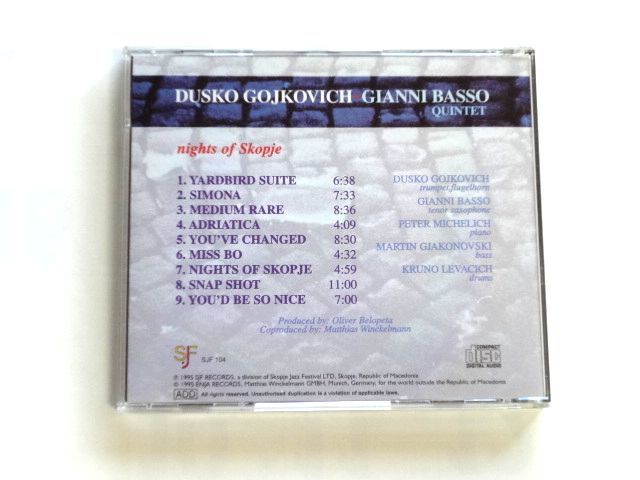 DUSKO GOJKOVICH · GIANNI BASSO
QUINTET
nights of Skopje
1. YARDBIRD SUITE 6:38
2. SIMONA 7:33
3. MEDIUM RARE 8:36
4. ADRIATICA 4:09
5. YOU'VE CHANGED 8:30
6. MISS BO 4:32
7. NIGHTS OF SKOPJE 4:59
8. SNAP SHOT 11:00
9. YOU'D BE SO NICE 7:00
DUSKO GOJKOVICH
trumpet,flugelhorn
GIANNI BASSO
tenor saxophone
PETER MICHELICH
piano
MARTIN GJAKONOVSKI
bass
KRUNO LEVACICH
drums
Produced by: Oliver Belopeta
Coproduced by: Matthias Winckelmann
SJF SJF 104
COMPACT
disc
DIGITAL AUDIO
℗ 1995 SJF RECORDS, a division of Skopje Jazz Festival LTD, Skopje, Republic of Macedonia
© 1995 ENJA RECORDS, Matthias Winckelmann GMBH, Munich, Germany, for the world outside the Republic of Macedonia
ADD All rights reserved. Unauthorised duplication is a violation of applicable laws.